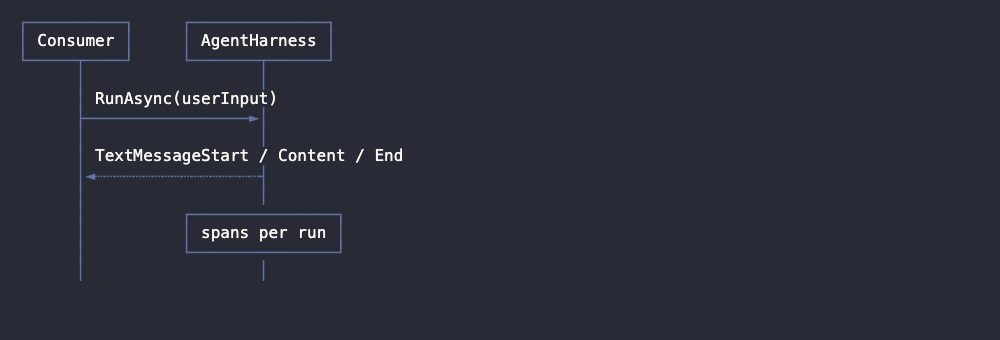 Consumer
AgentHarness
RunAsync(userInput)
TextMessageStart / Content / End
spans per run